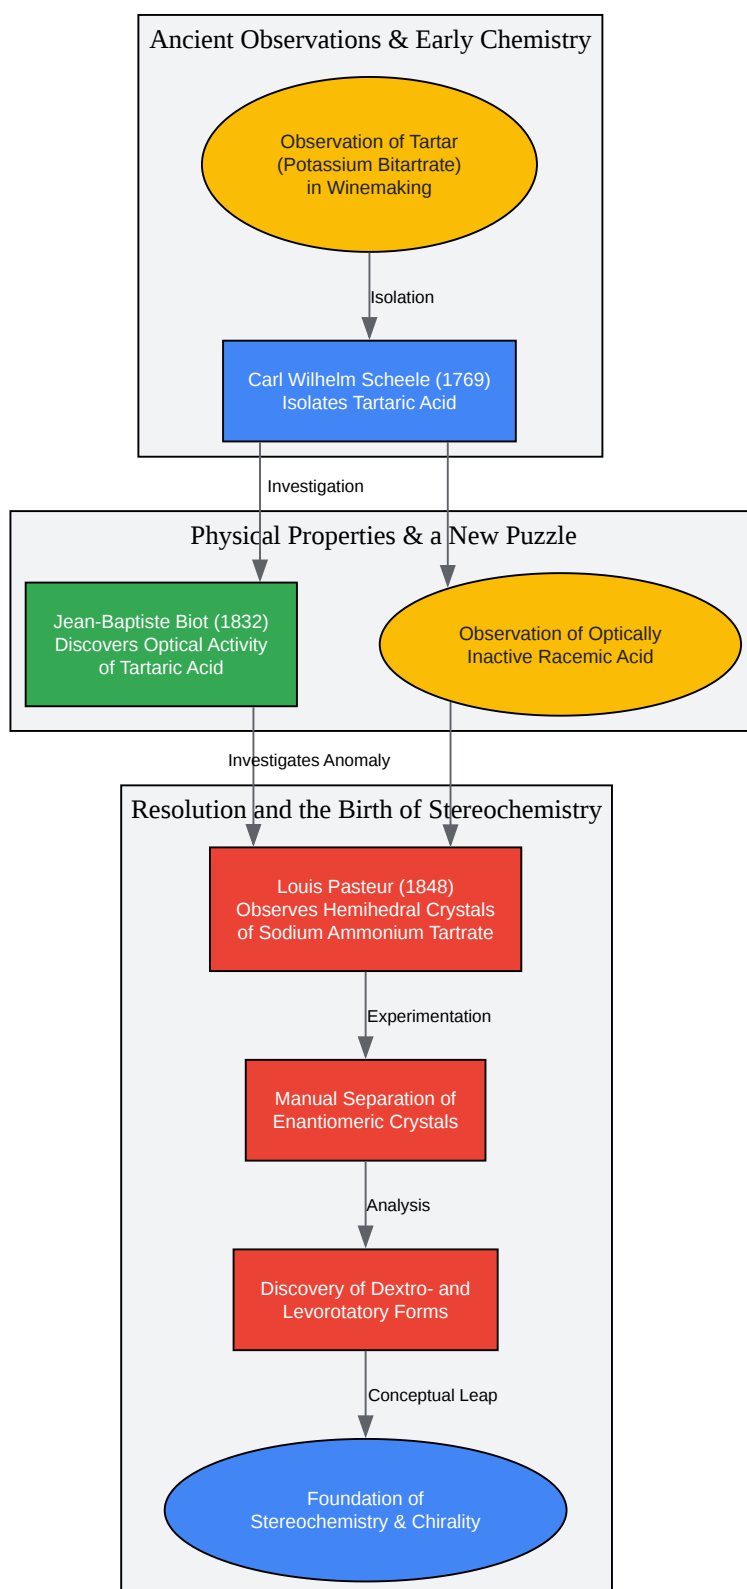 Ancient Observations & Early Chemistry
Observation of Tartar
(Potassium Bitartrate)
in Winemaking
Isolation
Carl Wilhelm Scheele (1769)
Isolates Tartaric Acid
Investigation
Physical Properties & a New Puzzle
Jean-Baptiste Biot (1832)
Discovers Optical Activity
of Tartaric Acid
Observation of Optically
Inactive Racemic Acid
Investigates Anomaly
Resolution and the Birth of Stereochemistry
Louis Pasteur (1848)
Observes Hemihedral Crystals
of Sodium Ammonium Tartrate
Experimentation
Manual Separation of
Enantiomeric Crystals
Analysis
Discovery of Dextro- and
Levorotatory Forms
Conceptual Leap
Foundation of
Stereochemistry & Chirality